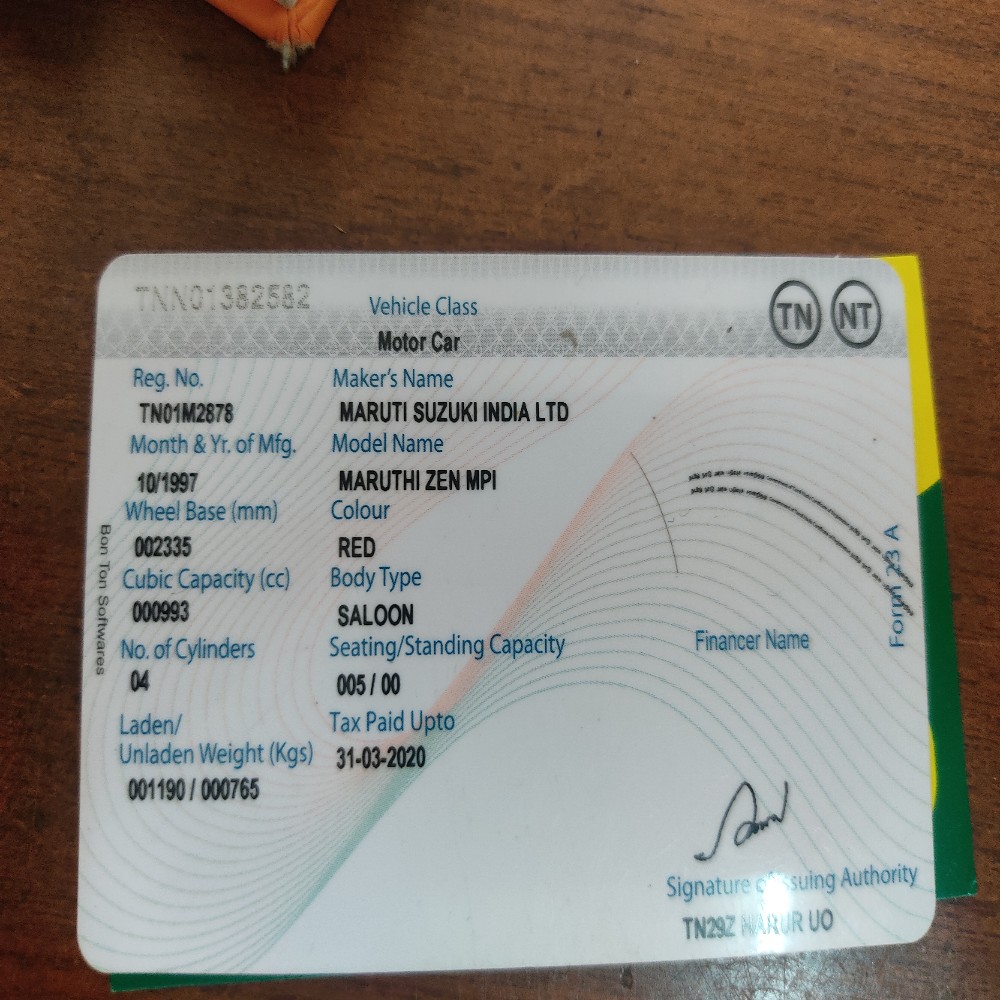 TNN01382582
Vehicle Class
TN NT
Motor Car
Reg. No. Maker's Name
TN01M2878 MARUTI SUZUKI INDIA LTD
Month & Yr. of Mfg. Model Name
10/1997 MARUTHI ZEN MPI
Wheel Base (mm) Colour
002335 RED
Cubic Capacity (cc) Body Type
000993 SALOON
No. of Cylinders Seating/Standing Capacity
04 005 / 00
Laden/
Unladen Weight (Kgs) Tax Paid Upto
001190 / 000765 31-03-2020
Bon Ton Softwares
Form 23 A
Financer Name
Signature of Issuing Authority
TN29Z HARUR UO